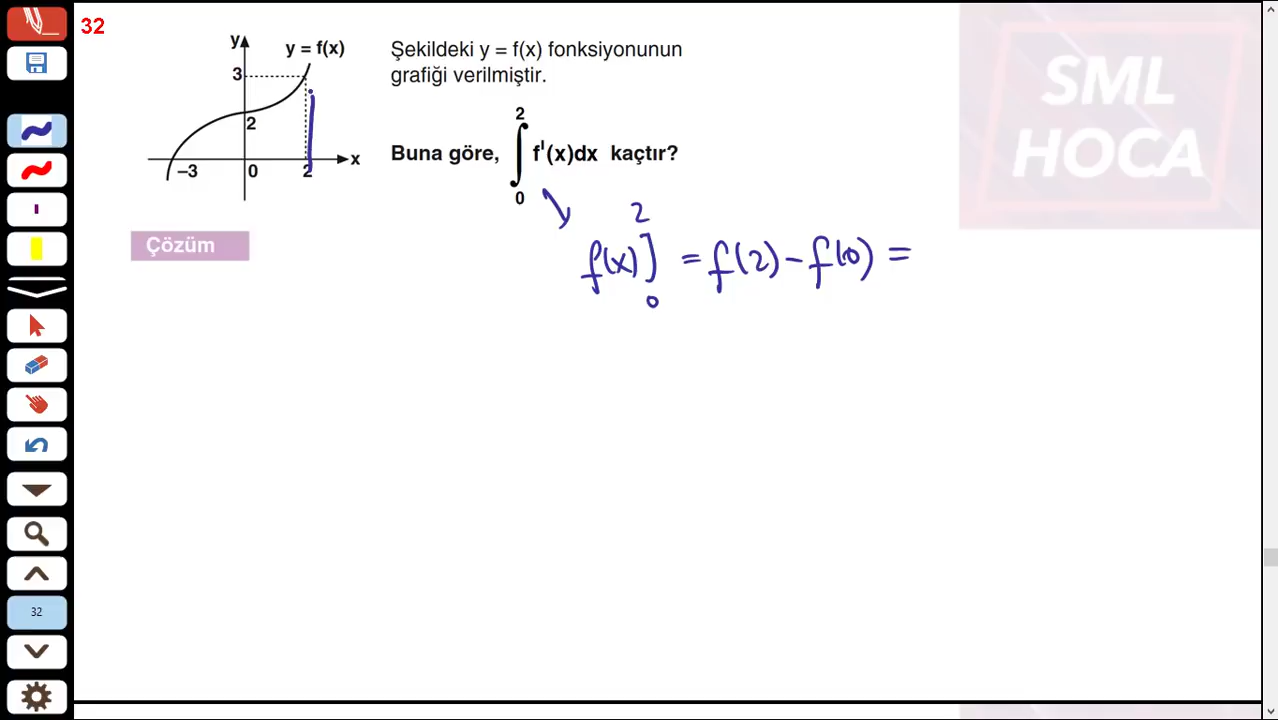 32
y
y = f(x)
3
2
x
–3
0
2
Şekildeki y = f(x) fonksiyonunun
grafiği verilmiştir.
2
Buna göre, ∫ f'(x)dx kaçtır?
0
Çözüm
2
f(x)] = f(2) - f(0) =
0
SML
HOCA
32